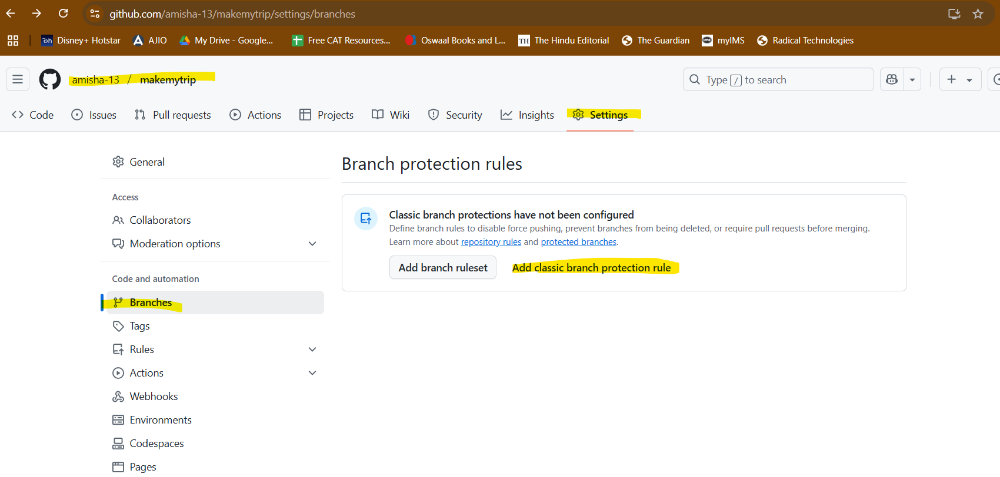 github.com/amisha-13/makemytrip/settings/branches
Disney+ Hotstar AJIO My Drive - Google... Free CAT Resources... Oswaal Books and L... TH The Hindu Editorial The Guardian ims myIMS Radical Technologies
amisha-13 / makemytrip Type / to search
Code Issues Pull requests Actions Projects Wiki Security Insights Settings
General
Access
Collaborators
Moderation options
Code and automation
Branches
Tags
Rules
Actions
Webhooks
Environments
Codespaces
Pages
Branch protection rules
Classic branch protections have not been configured
Define branch rules to disable force pushing, prevent branches from being deleted, or require pull requests before merging.
Learn more about repository rules and protected branches.
Add branch ruleset Add classic branch protection rule